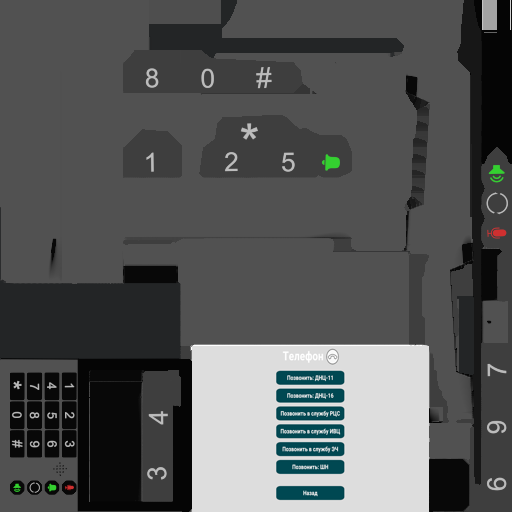 8 0 #
*
1 2 5
Телефон
Позвонить: ДНЦ-11
Позвонить: ДНЦ-16
Позвонить в службу РЦС
Позвонить в службу ИВЦ
Позвонить в службу ЭЧ
Позвонить: ШН
Назад
1 2 3
4 5 6
7 8 9
* 0 #
3 4
6 9 7